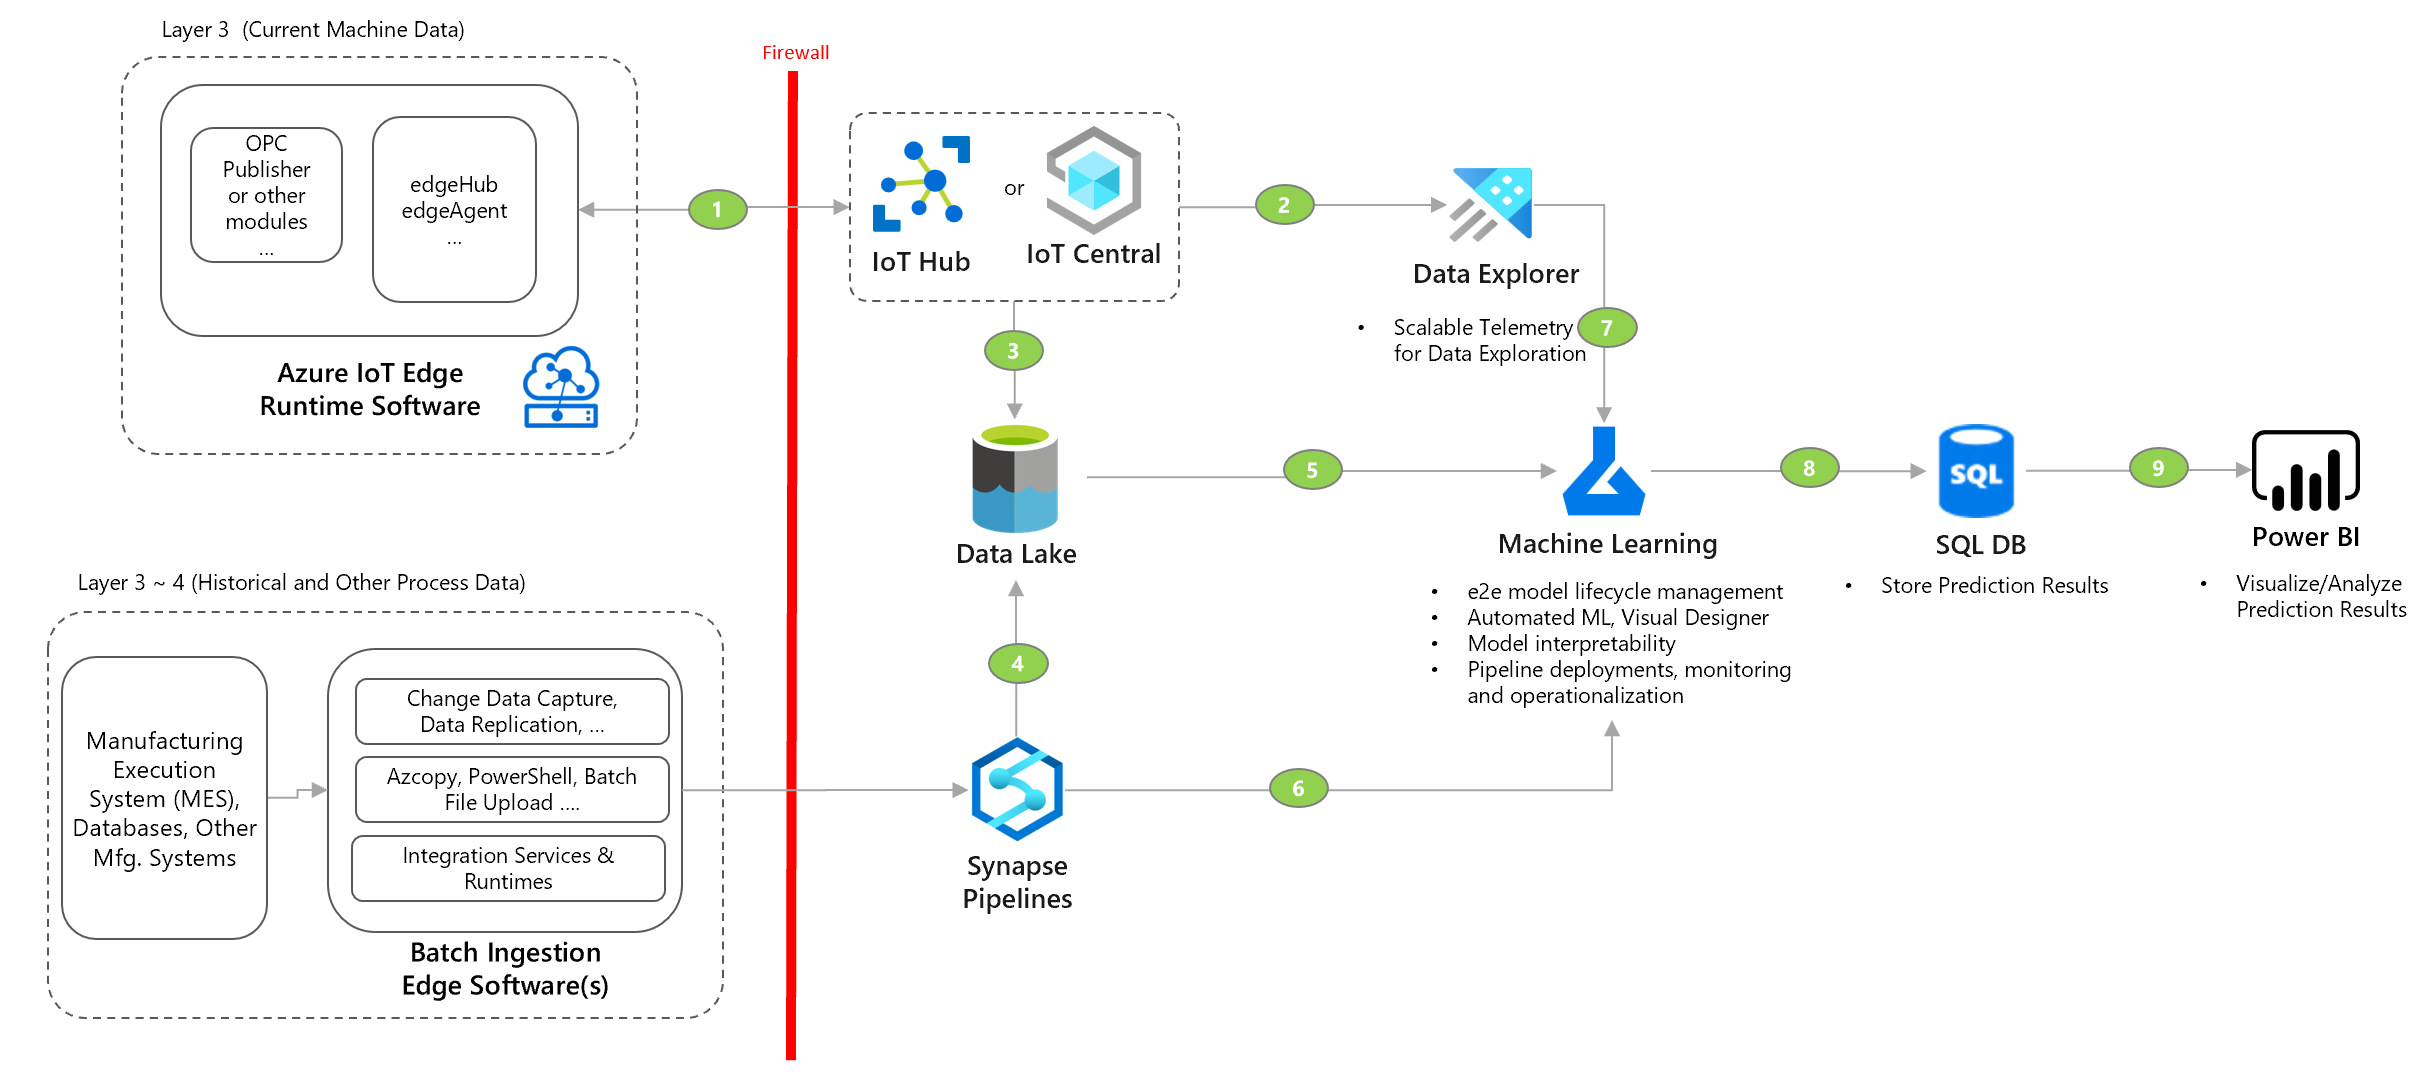 Layer 3  (Current Machine Data)
OPC
Publisher
or other
modules
...
edgeHub
edgeAgent
...
Azure IoT Edge
Runtime Software
Firewall
1
IoT Hub
or
IoT Central
2
Data Explorer
• Scalable Telemetry
for Data Exploration
7
3
Data Lake
5
Machine Learning
• e2e model lifecycle management
• Automated ML, Visual Designer
• Model interpretability
• Pipeline deployments, monitoring
and operationalization
8
SQL
SQL DB
• Store Prediction Results
9
Power BI
• Visualize/Analyze
Prediction Results
Layer 3 ~ 4 (Historical and Other Process Data)
Manufacturing
Execution
System (MES),
Databases, Other
Mfg. Systems
Change Data Capture,
Data Replication, ...
Azcopy, PowerShell, Batch
File Upload ....
Integration Services &
Runtimes
Batch Ingestion
Edge Software(s)
4
Synapse
Pipelines
6